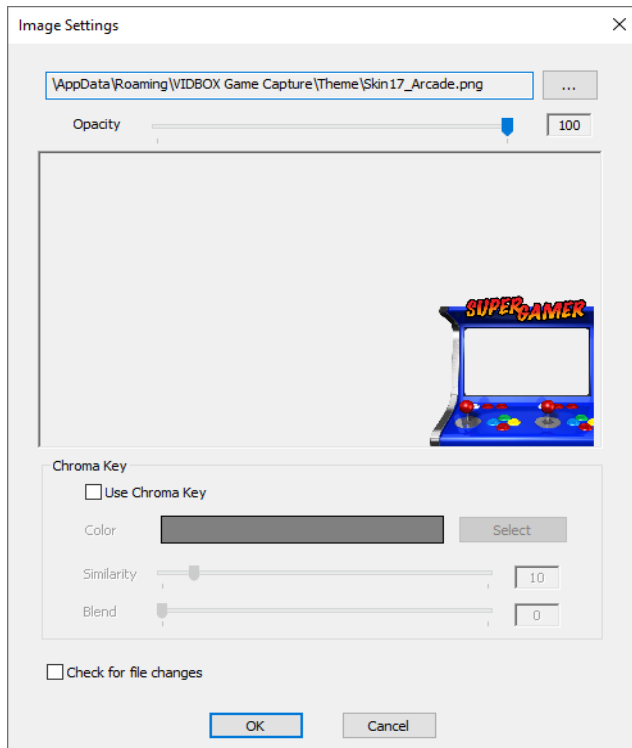 Image Settings
\AppData\Roaming\VIDBOX Game Capture\Theme\Skin17_Arcade.png
...
Opacity
100
SUPER GAMER
Chroma Key
Use Chroma Key
Color
Select
Similarity
10
Blend
0
Check for file changes
OK
Cancel